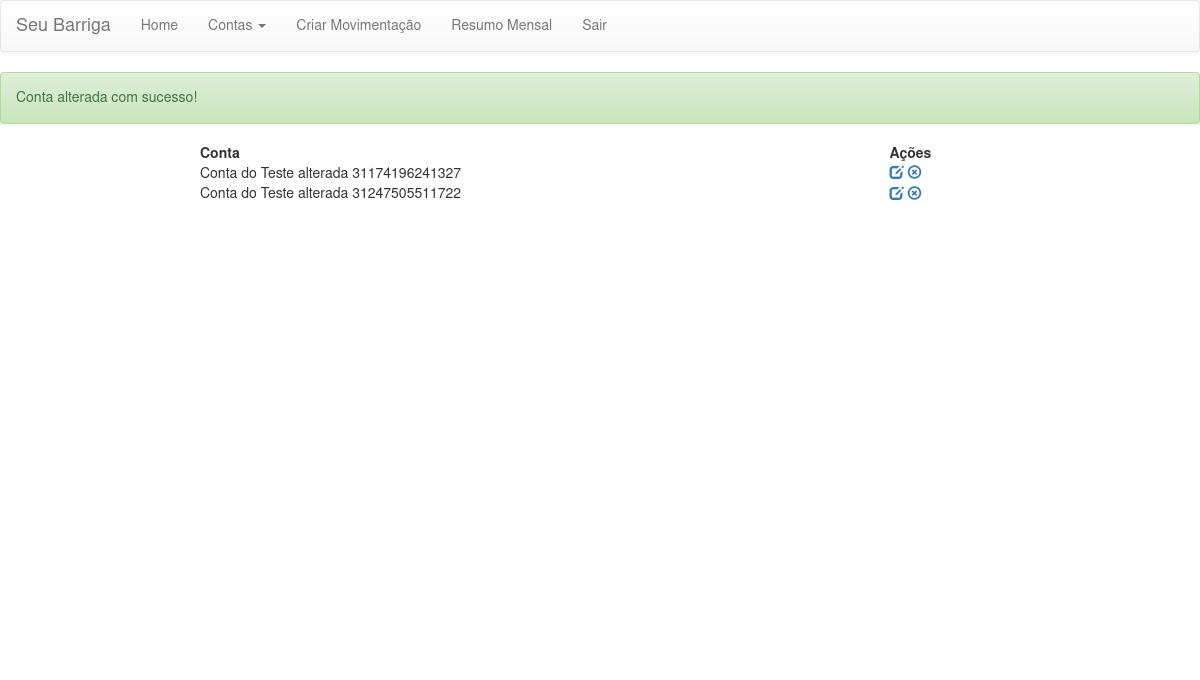 Seu Barriga Home Contas Criar Movimentação Resumo Mensal Sair
Conta alterada com sucesso!
Conta Ações
Conta do Teste alterada 31174196241327
Conta do Teste alterada 31247505511722